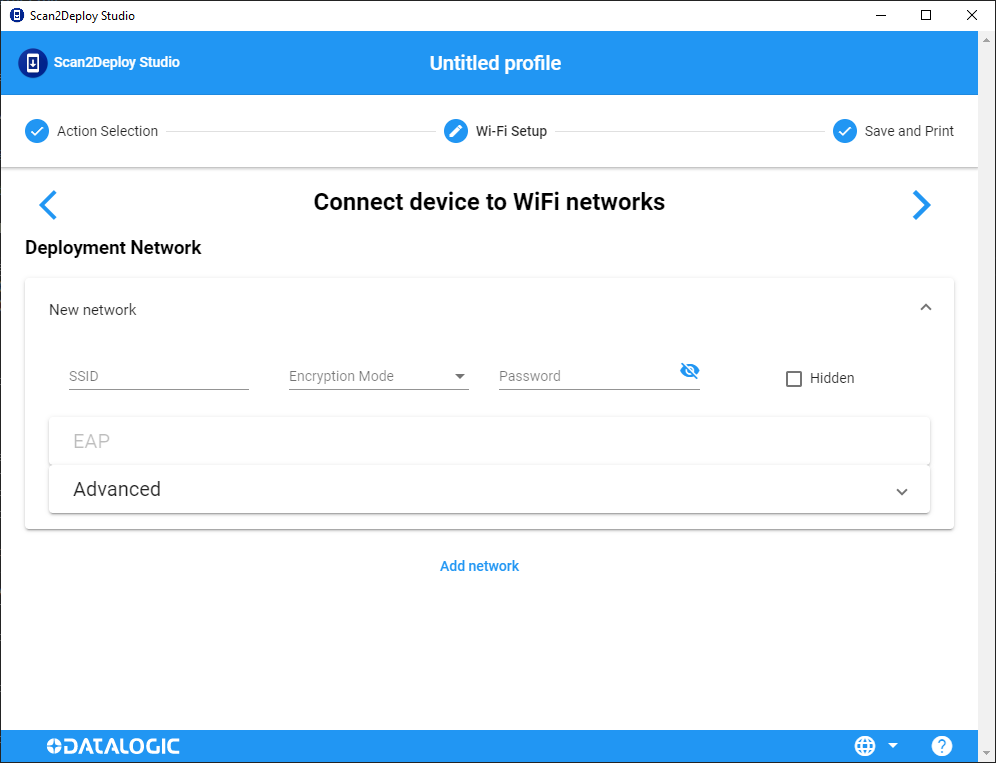 Scan2Deploy Studio
Scan2Deploy Studio
Untitled profile
Action Selection
Wi-Fi Setup
Save and Print
Connect device to WiFi networks
Deployment Network
New network
SSID
Encryption Mode
Password
Hidden
EAP
Advanced
Add network
DATALOGIC
?